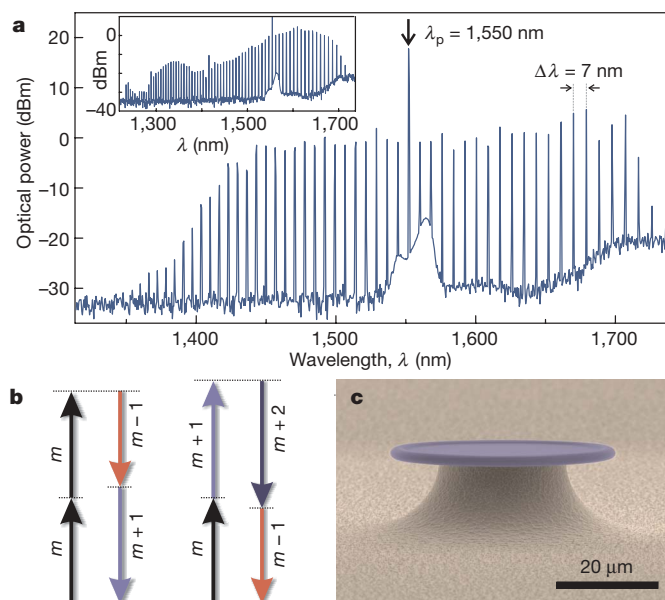 a
25
20
10
0
−10
−20
−30
Optical power (dBm)
0
dBm
−40
1,300
1,500
1,700
λ (nm)
λp = 1,550 nm
Δλ = 7 nm
1,400
1,500
1,600
1,700
Wavelength, λ (nm)
b
m
m − 1
m
m + 1
m + 1
m + 2
m
m − 1
c
20 μm